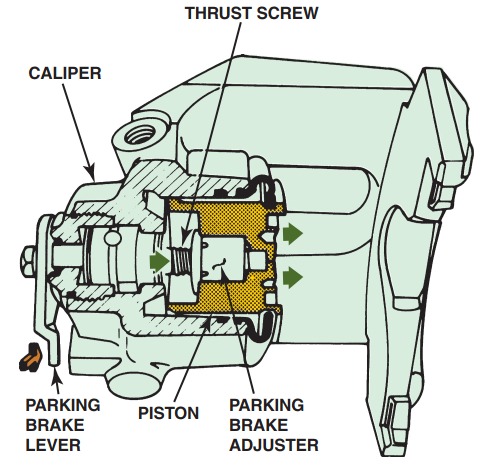 THRUST SCREW
CALIPER
PARKING
BRAKE
LEVER
PISTON
PARKING
BRAKE
ADJUSTER